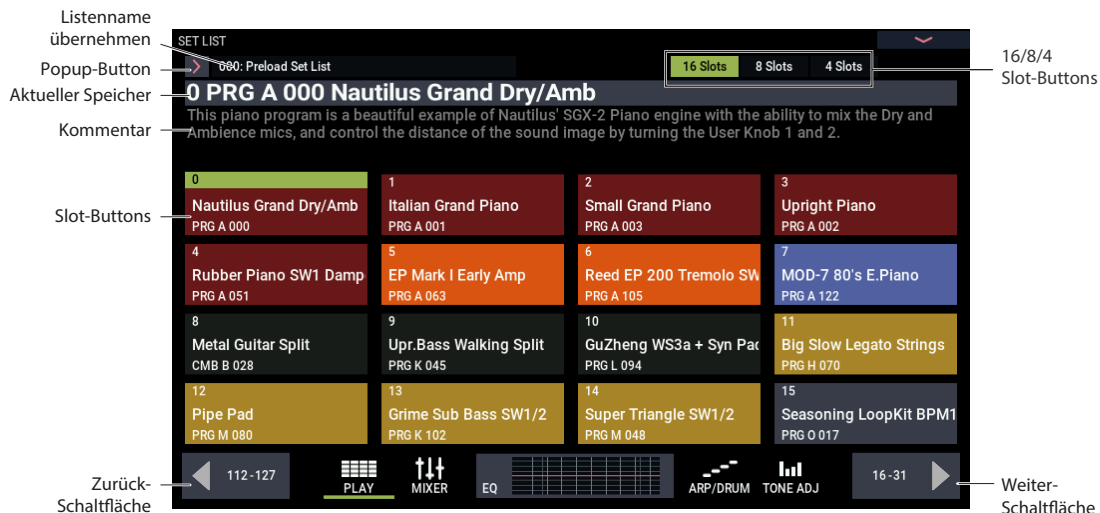 Listenname
übernehmen
Popup-Button
Aktueller Speicher
Kommentar
Slot-Buttons
Zurück-
Schaltfläche
SET LIST
000: Preload Set List
16 Slots 8 Slots 4 Slots
16/8/4
Slot-Buttons
0 PRG A 000 Nautilus Grand Dry/Amb
This piano program is a beautiful example of Nautilus' SGX-2 Piano engine with the ability to mix the Dry and
Ambience mics, and control the distance of the sound image by turning the User Knob 1 and 2.
0
Nautilus Grand Dry/Amb
PRG A 000
1
Italian Grand Piano
PRG A 001
2
Small Grand Piano
PRG A 003
3
Upright Piano
PRG A 002
4
Rubber Piano SW1 Damp
PRG A 051
5
EP Mark I Early Amp
PRG A 063
6
Reed EP 200 Tremolo SW
PRG A 105
7
MOD-7 80's E.Piano
PRG A 122
8
Metal Guitar Split
CMB B 028
9
Upr.Bass Walking Split
PRG K 045
10
GuZheng WS3a + Syn Pad
PRG L 094
11
Big Slow Legato Strings
PRG H 070
12
Pipe Pad
PRG M 080
13
Grime Sub Bass SW1/2
PRG K 102
14
Super Triangle SW1/2
PRG M 048
15
Seasoning LoopKit BPM1
PRG O 017
112-127
PLAY
MIXER
EQ
ARP/DRUM
TONE ADJ
16-31
Weiter-
Schaltfläche